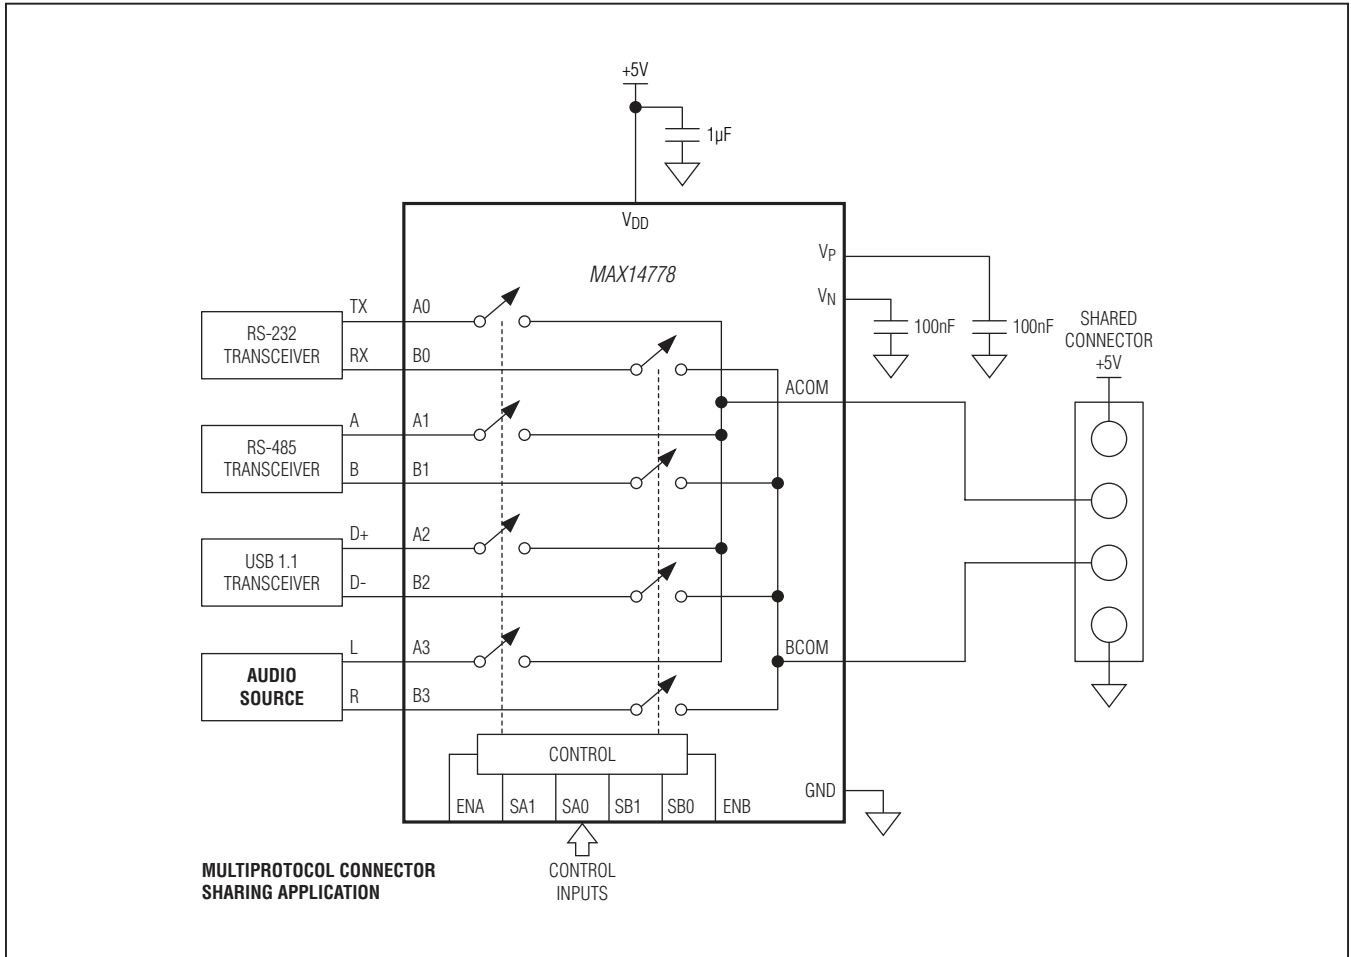 +5V
1µF
VDD
MAX14778
VP
VN
100nF
100nF
SHARED
CONNECTOR
+5V
RS-232
TRANSCEIVER
TX
RX
A0
B0
ACOM
RS-485
TRANSCEIVER
A
B
A1
B1
USB 1.1
TRANSCEIVER
D+
D-
A2
B2
AUDIO
SOURCE
L
R
A3
B3
BCOM
CONTROL
GND
ENA
SA1
SA0
SB1
SB0
ENB
CONTROL
INPUTS
MULTIPROTOCOL CONNECTOR
SHARING APPLICATION